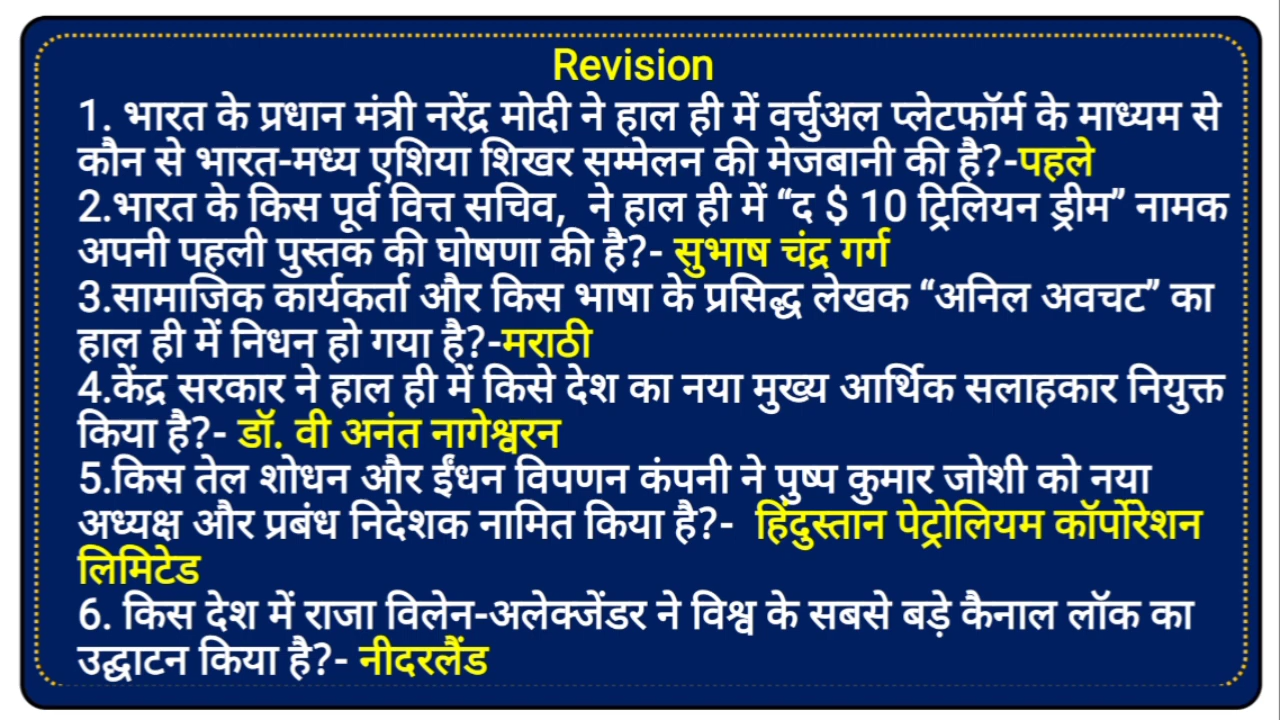 Revision
1. भारत के प्रधान मंत्री नरेंद्र मोदी ने हाल ही में वर्चुअल प्लेटफॉर्म के माध्यम से
कौन से भारत-मध्य एशिया शिखर सम्मेलन की मेजबानी की है?-पहले
2.भारत के किस पूर्व वित्त सचिव, ने हाल ही में “द $ 10 ट्रिलियन ड्रीम” नामक
अपनी पहली पुस्तक की घोषणा की है?- सुभाष चंद्र गर्ग
3.सामाजिक कार्यकर्ता और किस भाषा के प्रसिद्ध लेखक “अनिल अवचट” का
हाल ही में निधन हो गया है?-मराठी
4.केंद्र सरकार ने हाल ही में किसे देश का नया मुख्य आर्थिक सलाहकार नियुक्त
किया है?- डॉ. वी अनंत नागेश्वरन
5.किस तेल शोधन और ईंधन विपणन कंपनी ने पुष्प कुमार जोशी को नया
अध्यक्ष और प्रबंध निदेशक नामित किया है?- हिंदुस्तान पेट्रोलियम कॉर्पोरेशन
लिमिटेड
6. किस देश में राजा विलेन-अलेक्जेंडर ने विश्व के सबसे बड़े कैनाल लॉक का
उद्घाटन किया है?- नीदरलैंड